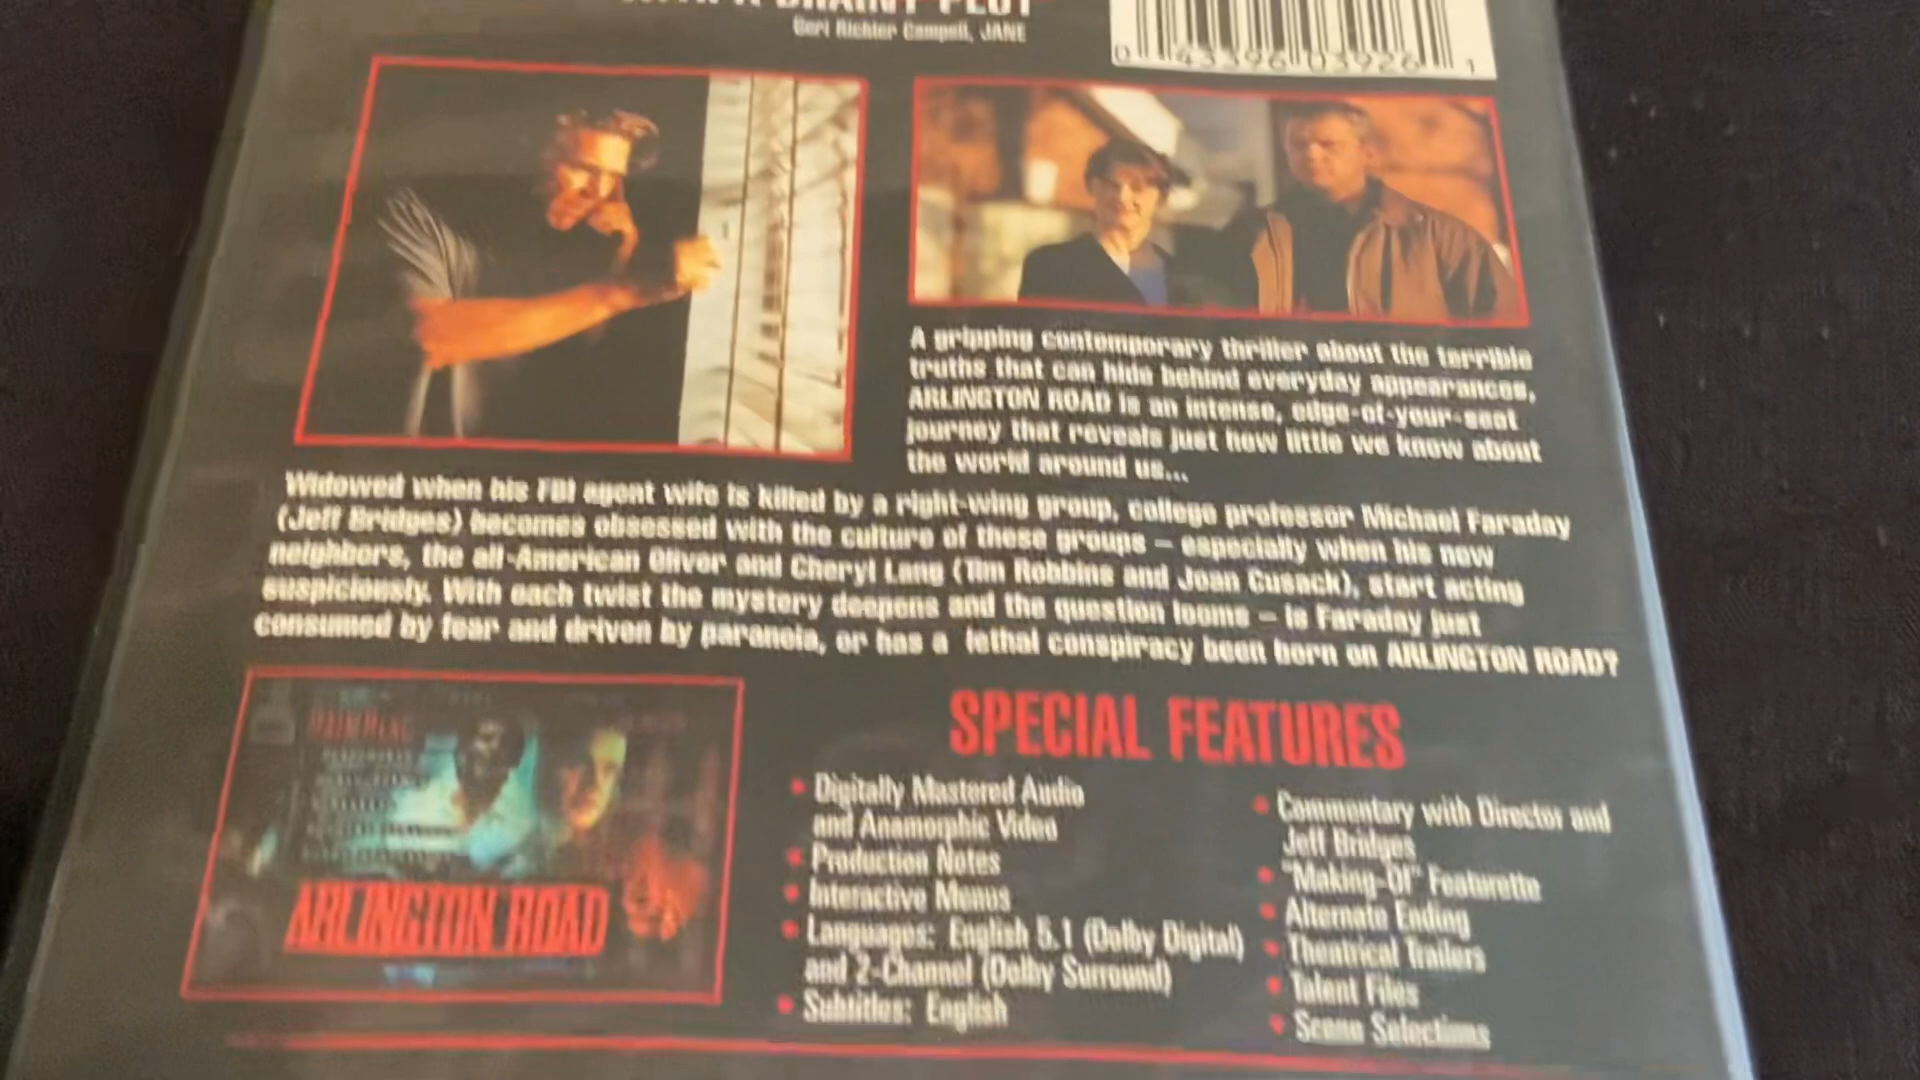 Geri Richter Campell, JANE
0 43396 03926 1
A gripping contemporary thriller about the terrible
truths that can hide behind everyday appearances,
ARLINGTON ROAD is an intense, edge-of-your-seat
journey that reveals just how little we know about
the world around us...
Widowed when his FBI agent wife is killed by a right-wing group, college professor Michael Faraday
(Jeff Bridges) becomes obsessed with the culture of these groups – especially when his new
neighbors, the all-American Oliver and Cheryl Lang (Tim Robbins and Joan Cusack), start acting
suspiciously. With each twist the mystery deepens and the question looms – is Faraday just
consumed by fear and driven by paranoia, or has a lethal conspiracy been born on ARLINGTON ROAD?
MAIN MENU
ARLINGTON ROAD
SPECIAL FEATURES
• Digitally Mastered Audio
and Anamorphic Video
• Production Notes
• Interactive Menus
• Languages: English 5.1 (Dolby Digital)
and 2-Channel (Dolby Surround)
• Subtitles: English
• Commentary with Director and
Jeff Bridges
• "Making-Of" Featurette
• Alternate Ending
• Theatrical Trailers
• Talent Files
• Scene Selections